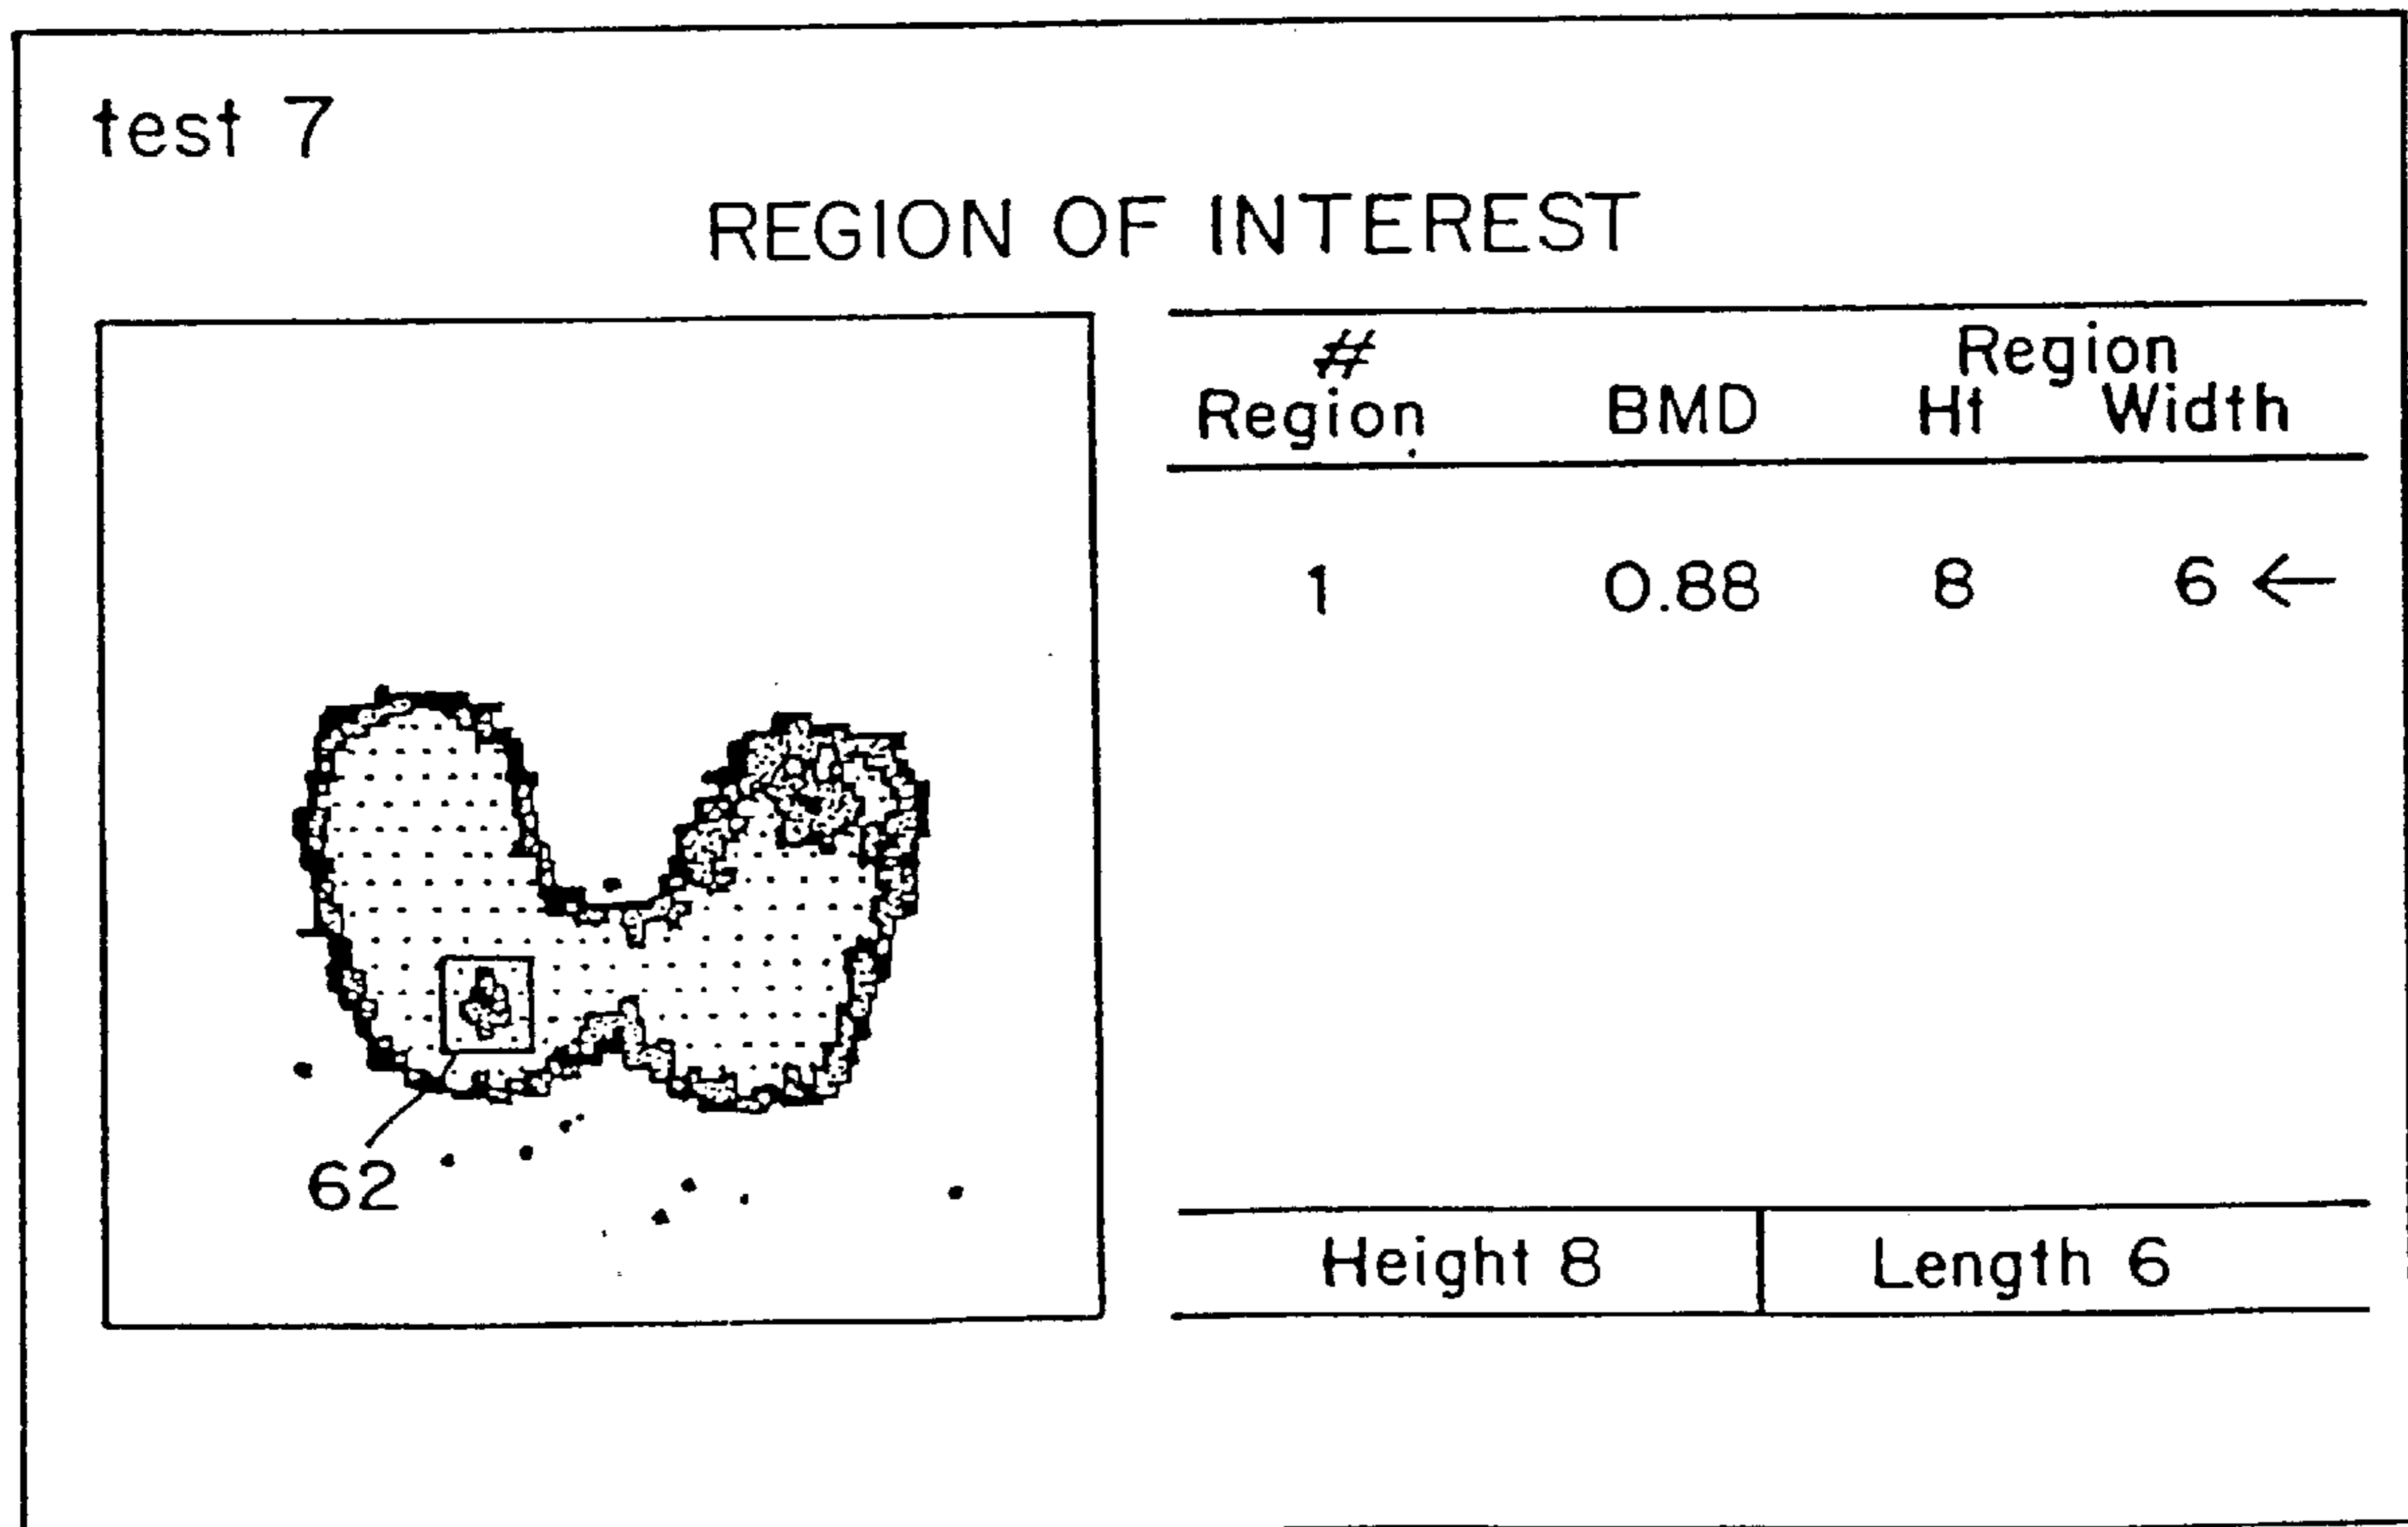 test 7
REGION OF INTEREST
# Region BMD Region Ht Width
1 0.88 8 6 ←
62
Height 8 Length 6